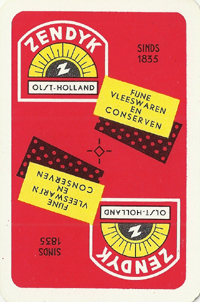 ZENDYK
Z
OLST-HOLLAND
SINDS
1835
FIJNE
VLEESWAREN
EN
CONSERVEN
FIJNE
VLEESWAREN
EN
CONSERVEN
SINDS
1835
Z
OLST-HOLLAND
ZENDYK